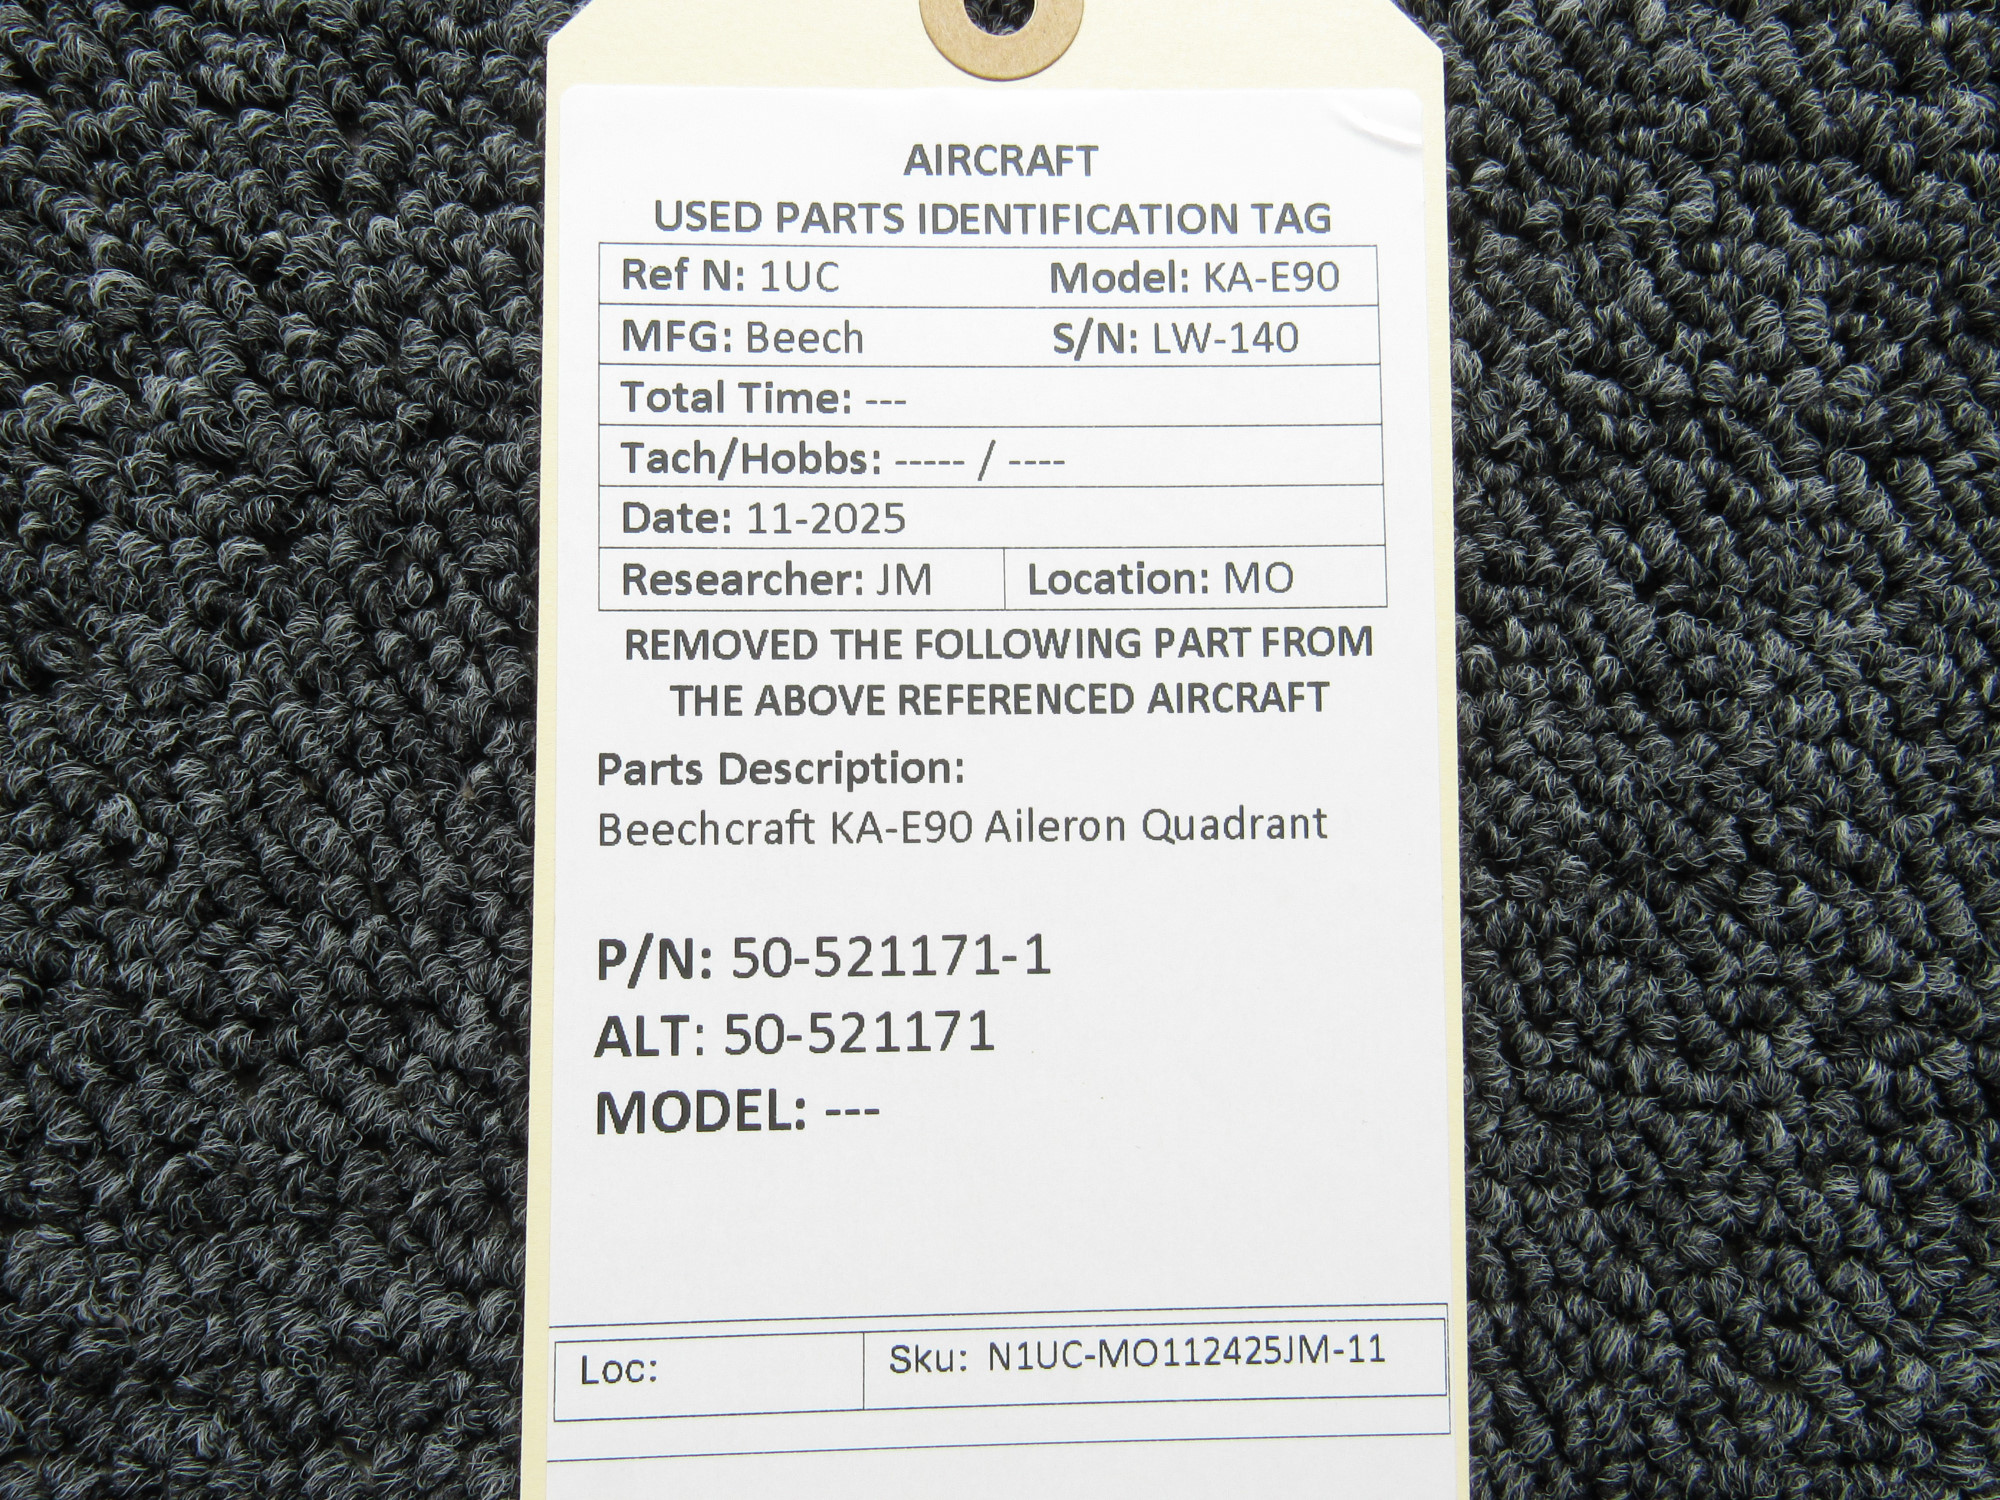 AIRCRAFT
USED PARTS IDENTIFICATION TAG
Ref N: 1UC Model: KA-E90
MFG: Beech S/N: LW-140
Total Time: ---
Tach/Hobbs: ----- / ----
Date: 11-2025
Researcher: JM Location: MO
REMOVED THE FOLLOWING PART FROM
THE ABOVE REFERENCED AIRCRAFT
Parts Description:
Beechcraft KA-E90 Aileron Quadrant
P/N: 50-521171-1
ALT: 50-521171
MODEL: ---
Loc: Sku: N1UC-MO112425JM-11